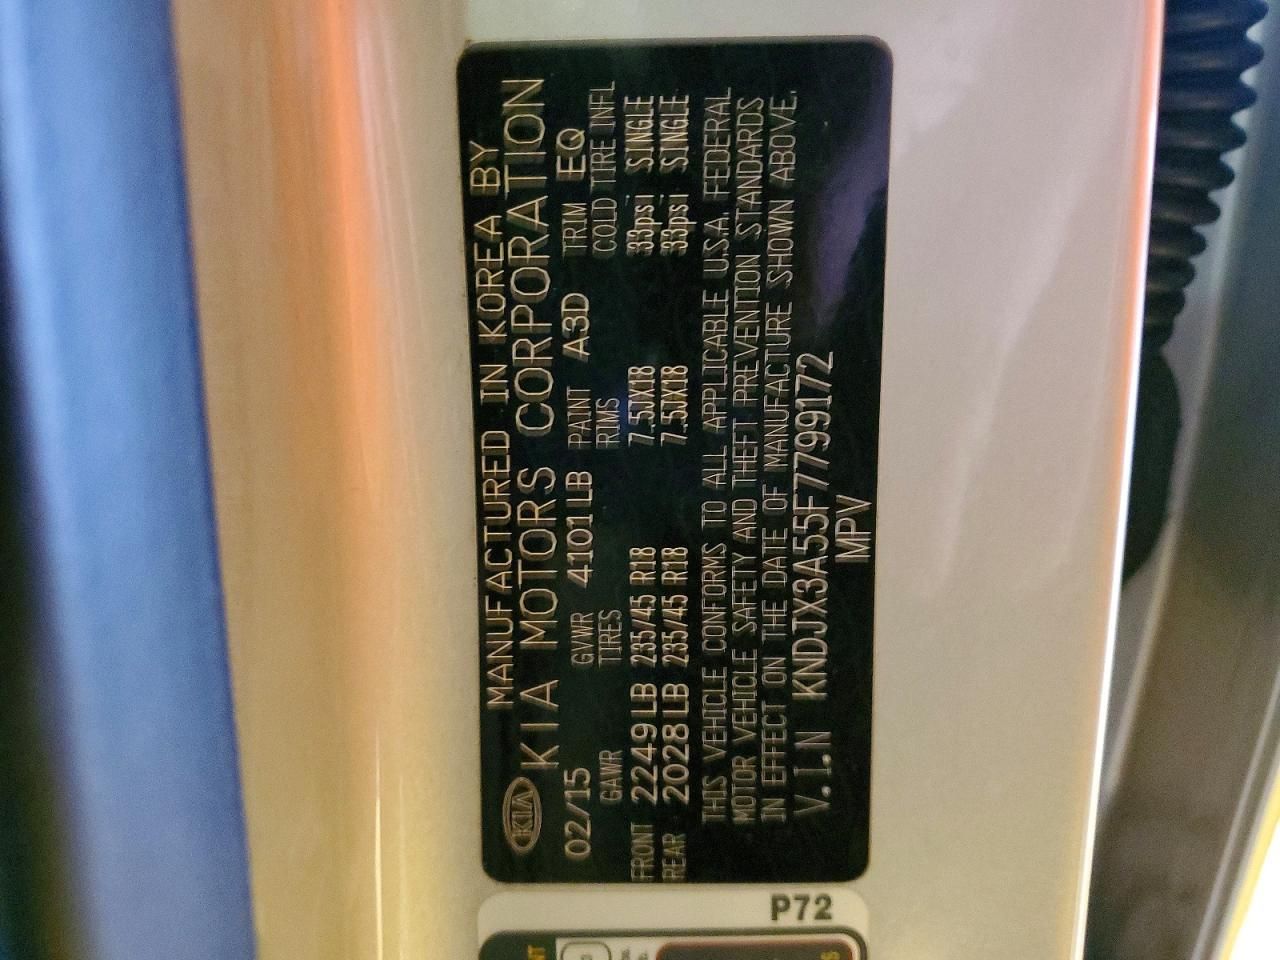 MANUFACTURED IN KOREA BY
KIA KIA MOTORS CORPORATION
02/15 GVWR 4101LB PAINT A3D TRIM EQ
GAWR TIRES RIMS COLD TIRE INFL
FRONT 2249LB 235/45 R18 7.5JX18 33psi SINGLE
REAR 2028LB 235/45 R18 7.5JX18 33psi SINGLE
THIS VEHICLE CONFORMS TO ALL APPLICABLE U.S.A. FEDERAL
MOTOR VEHICLE SAFETY AND THEFT PREVENTION STANDARDS
IN EFFECT ON THE DATE OF MANUFACTURE SHOWN ABOVE.
V.I.N KNDJX3A55F7799172
MPV
P72